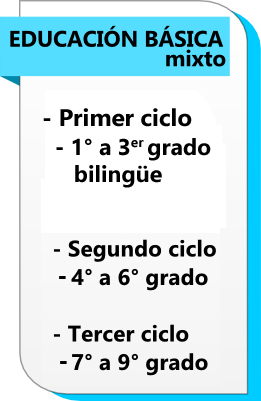 EDUCACIÓN BÁSICA
mixto
- Primer ciclo
- 1° a 3er grado
bilingüe
- Segundo ciclo
- 4° a 6° grado
- Tercer ciclo
- 7° a 9° grado